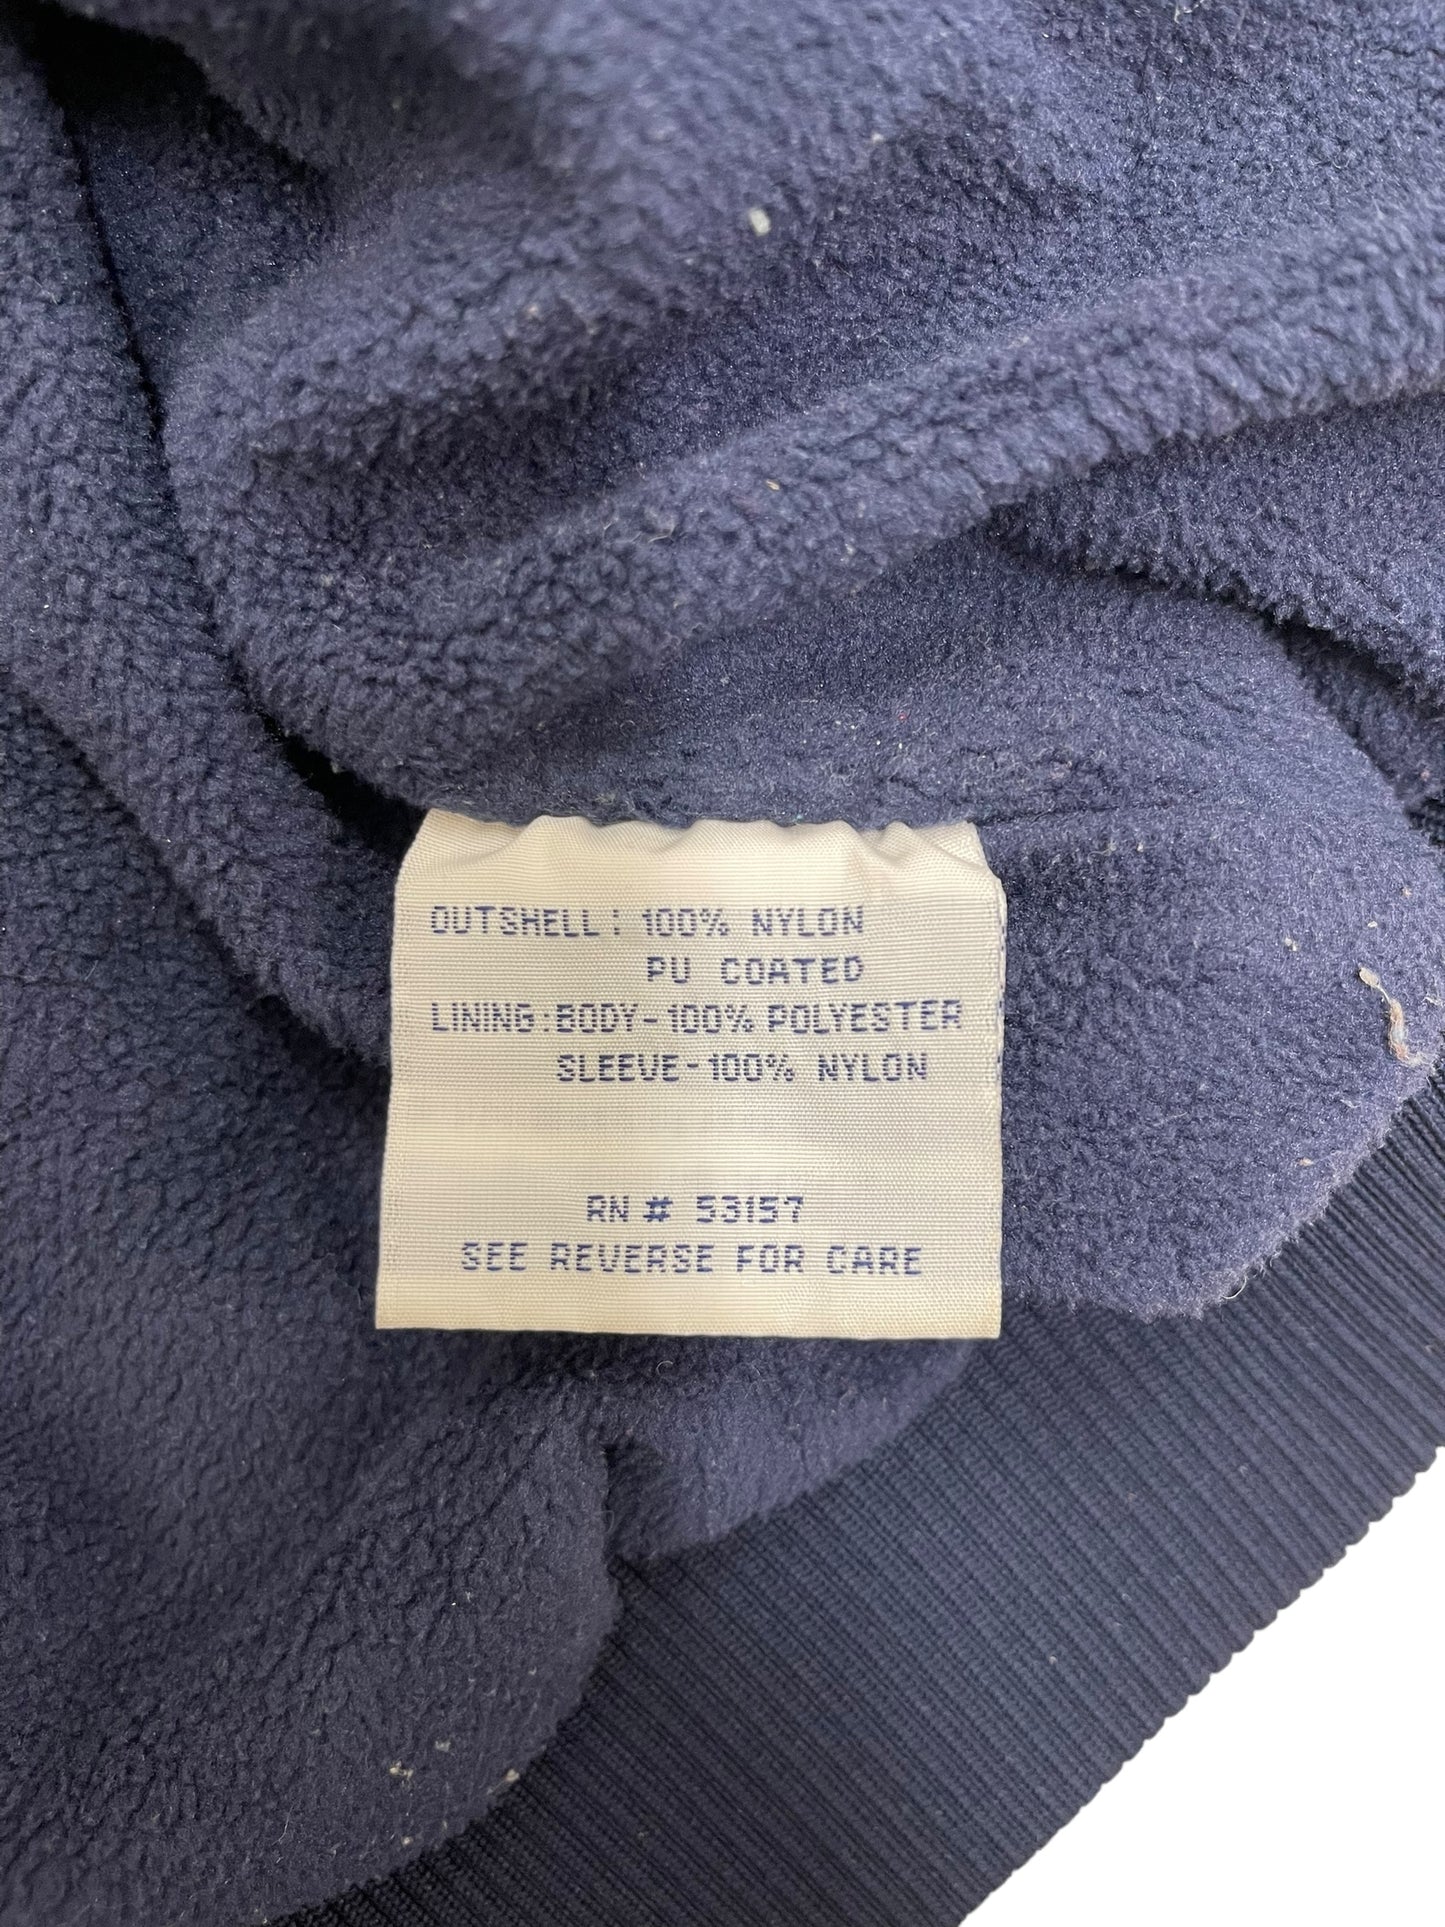 OUTSHELL: 100% NYLON
PU COATED
LINING:BODY-100% POLYESTER
SLEEVE-100% NYLON
RN # 53157
SEE REVERSE FOR CARE